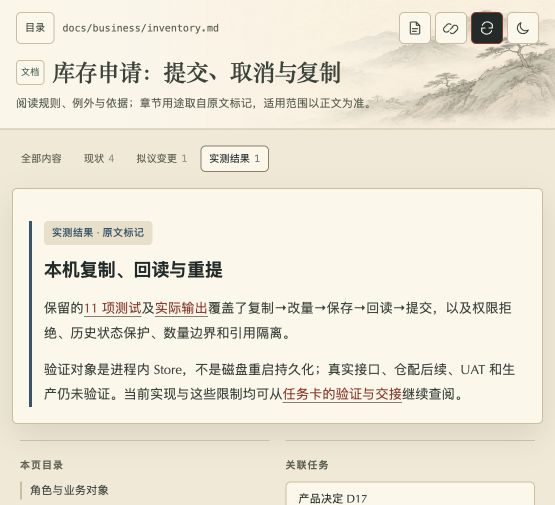 目录 docs/business/inventory.md
文档 库存申请：提交、取消与复制
阅读规则、例外与依据；章节用途取自原文标记，适用范围以正文为准。
全部内容 现状 4 拟议变更 1 实测结果 1
实测结果 · 原文标记
本机复制、回读与重提
保留的11 项测试及实际输出覆盖了复制→改量→保存→回读→提交，以及权限拒
绝、历史状态保护、数量边界和引用隔离。
验证对象是进程内 Store，不是磁盘重启持久化；真实接口、仓配后续、UAT 和生
产仍未验证。当前实现与这些限制均可从任务卡的验证与交接继续查阅。
本页目录 关联任务
角色与业务对象
产品决定 D17